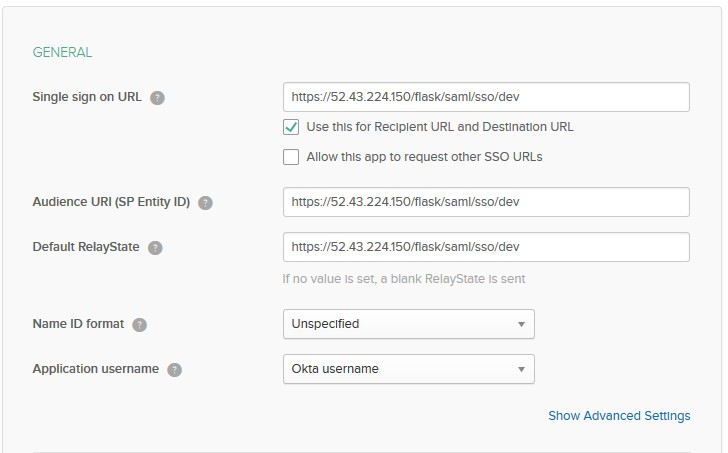 GENERAL
Single sign on URL ?
https://52.43.224.150/flask/saml/sso/dev
Use this for Recipient URL and Destination URL
Allow this app to request other SSO URLs
Audience URI (SP Entity ID) ?
https://52.43.224.150/flask/saml/sso/dev
Default RelayState ?
https://52.43.224.150/flask/saml/sso/dev
If no value is set, a blank RelayState is sent
Name ID format ?
Unspecified
Application username ?
Okta username
Show Advanced Settings